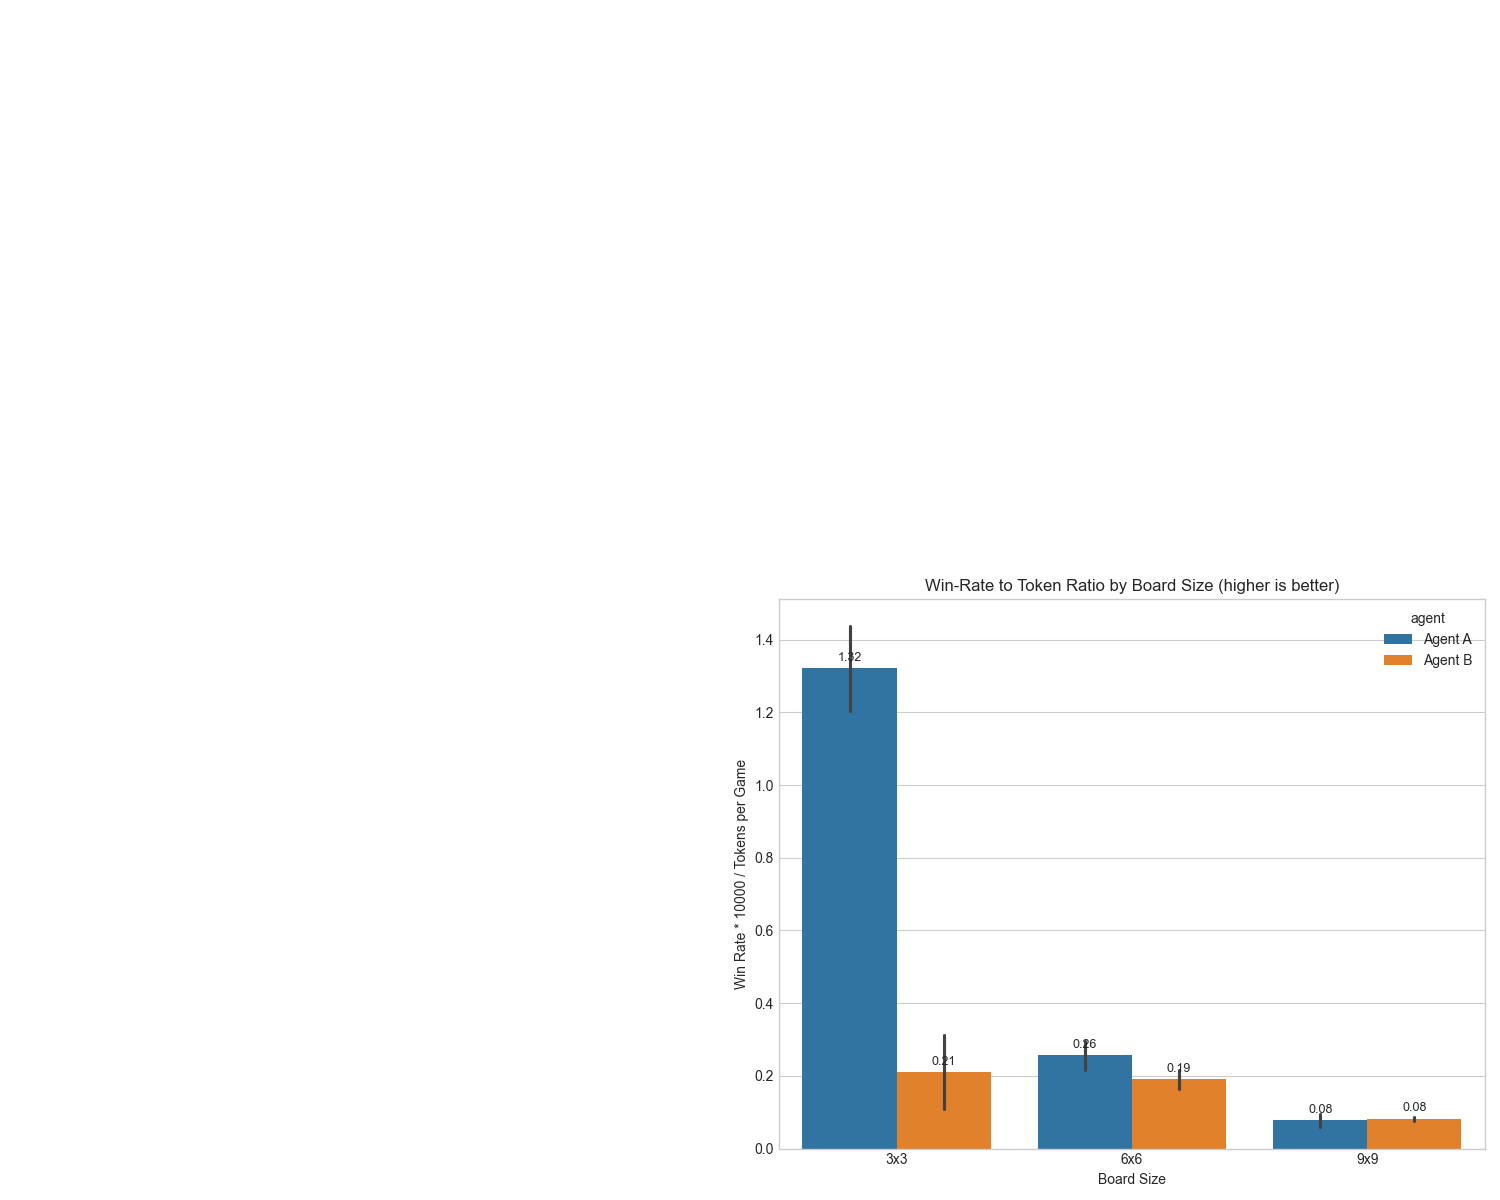 Win-Rate to Token Ratio by Board Size (higher is better)
agent
Agent A
Agent B
Win Rate * 10000 / Tokens per Game
1.4
1.2
1.0
0.8
0.6
0.4
0.2
0.0
1.32
0.21
0.26
0.19
0.08
0.08
3x3
6x6
9x9
Board Size